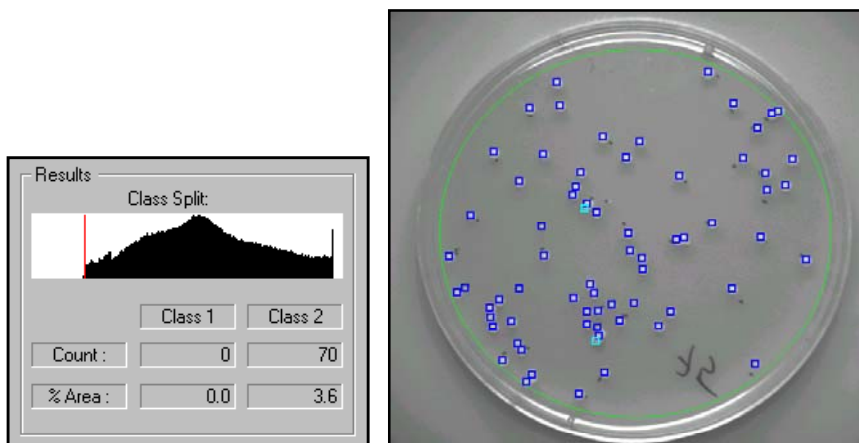 Results
Class Split:
Class 1 Class 2
Count : 0 70
% Area : 0.0 3.6